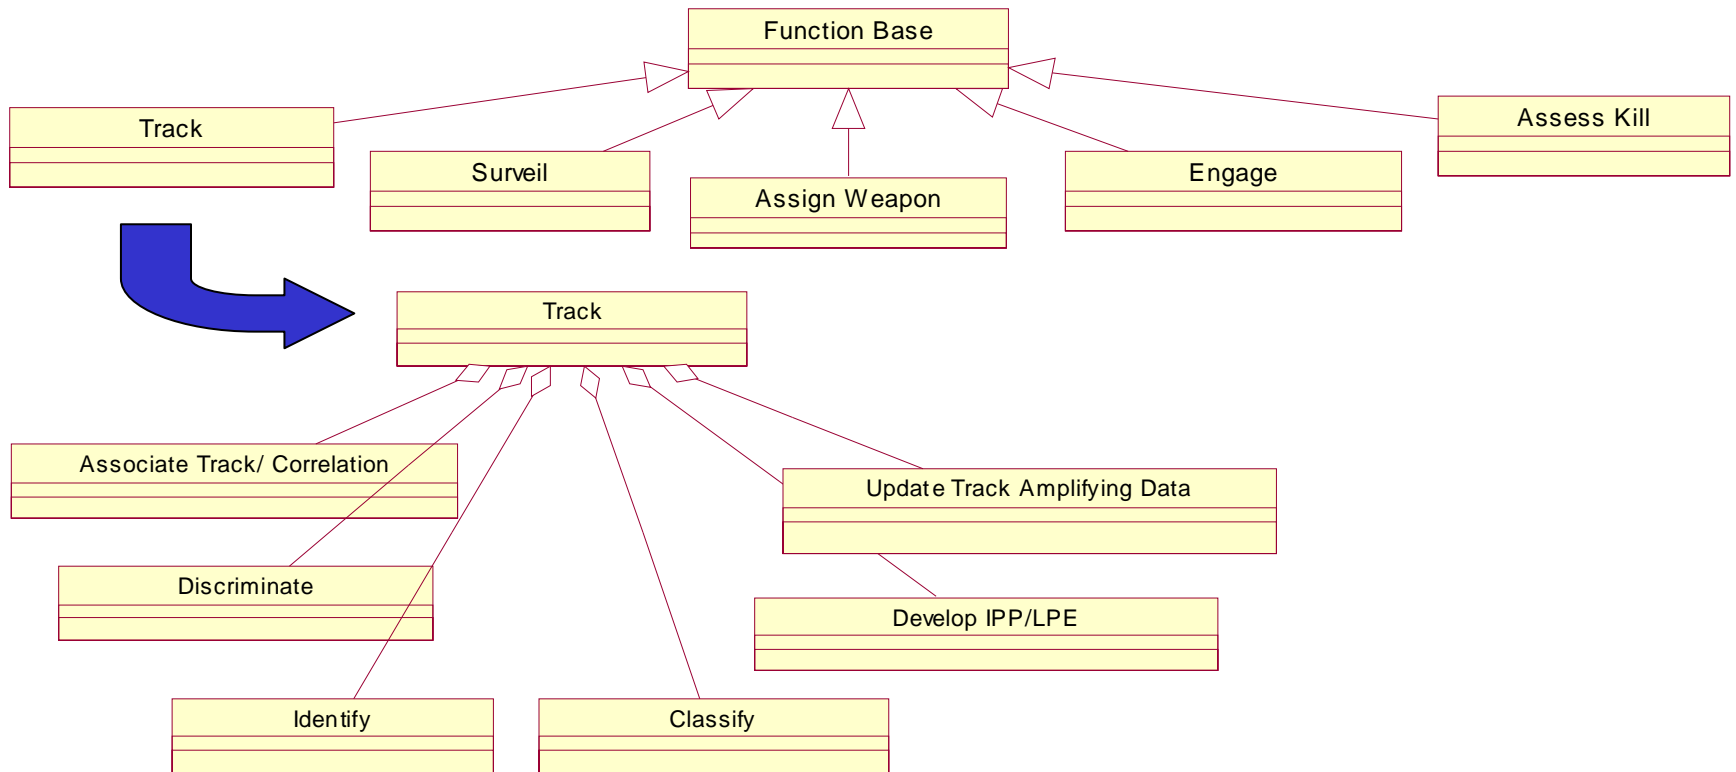 Function Base
Track
Surveil
Assign Weapon
Engage
Assess Kill
Track
Associate Track/ Correlation
Update Track Amplifying Data
Discriminate
Develop IPP/LPE
Identify
Classify